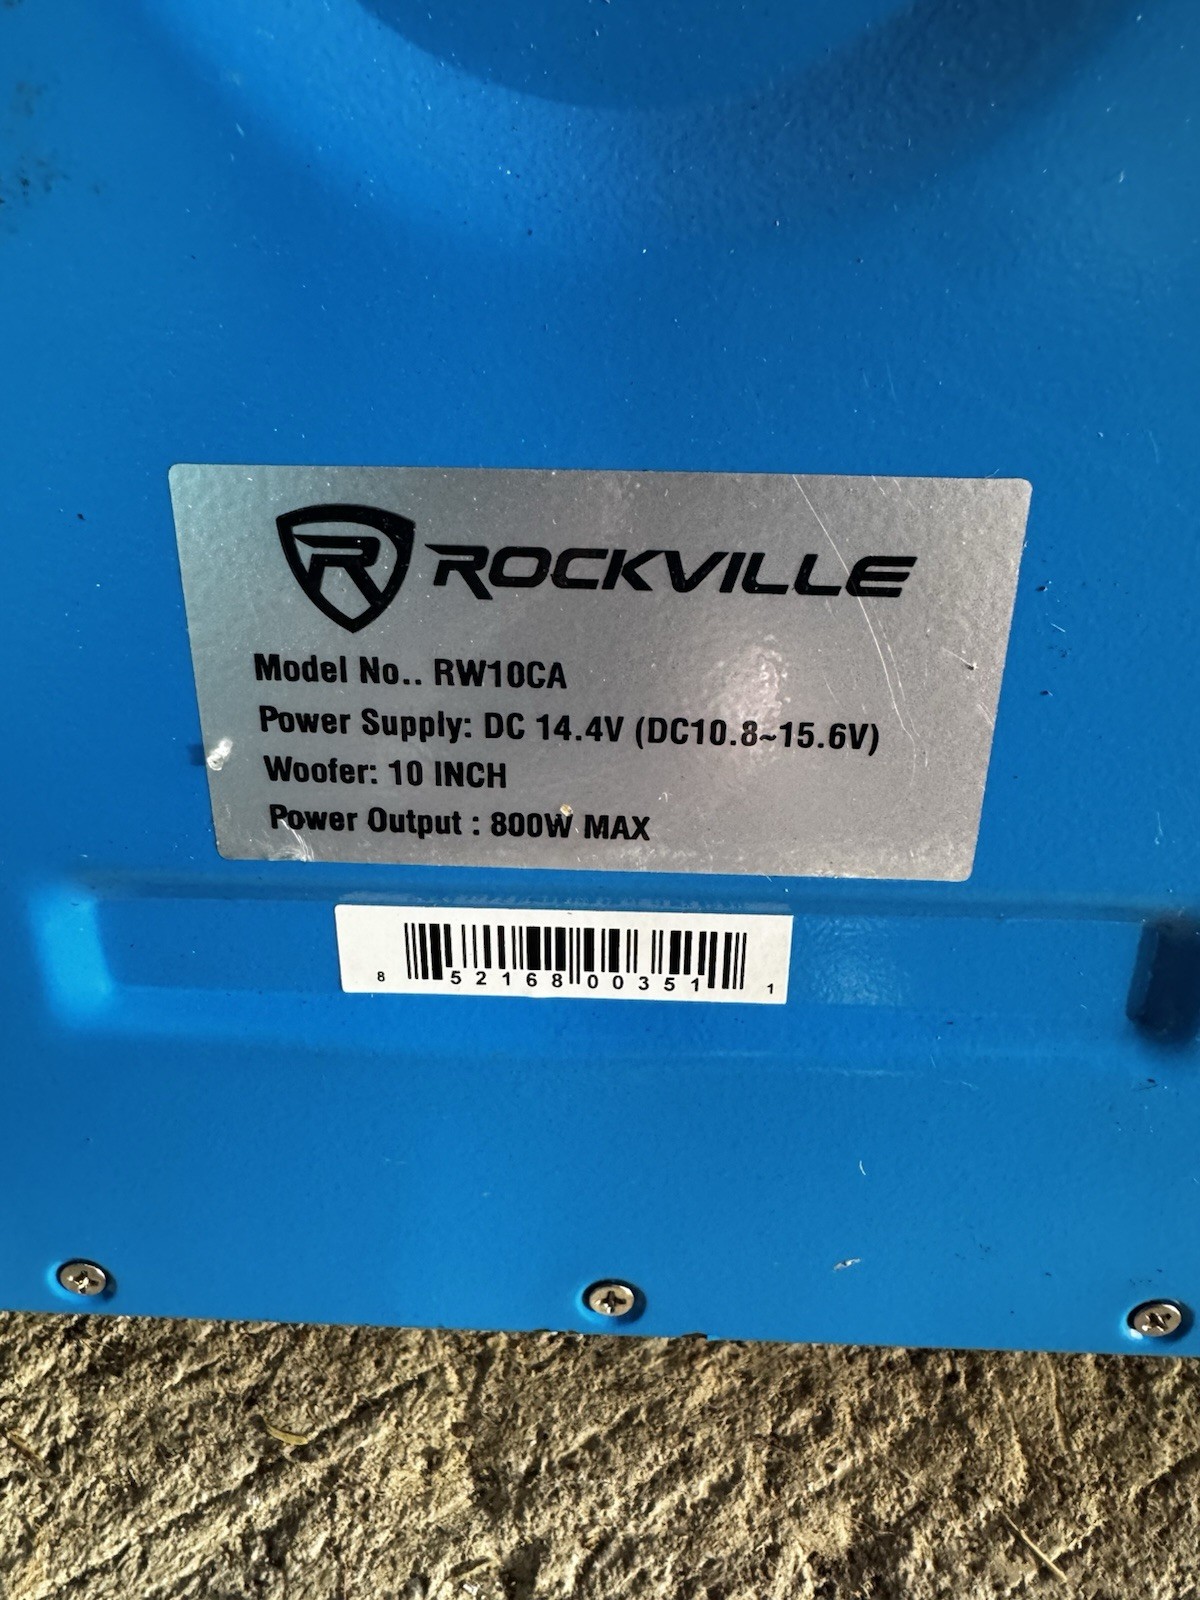 R ROCKVILLE
Model No.. RW10CA
Power Supply: DC 14.4V (DC10.8~15.6V)
Woofer: 10 INCH
Power Output : 800W MAX
8 52168 00351 1